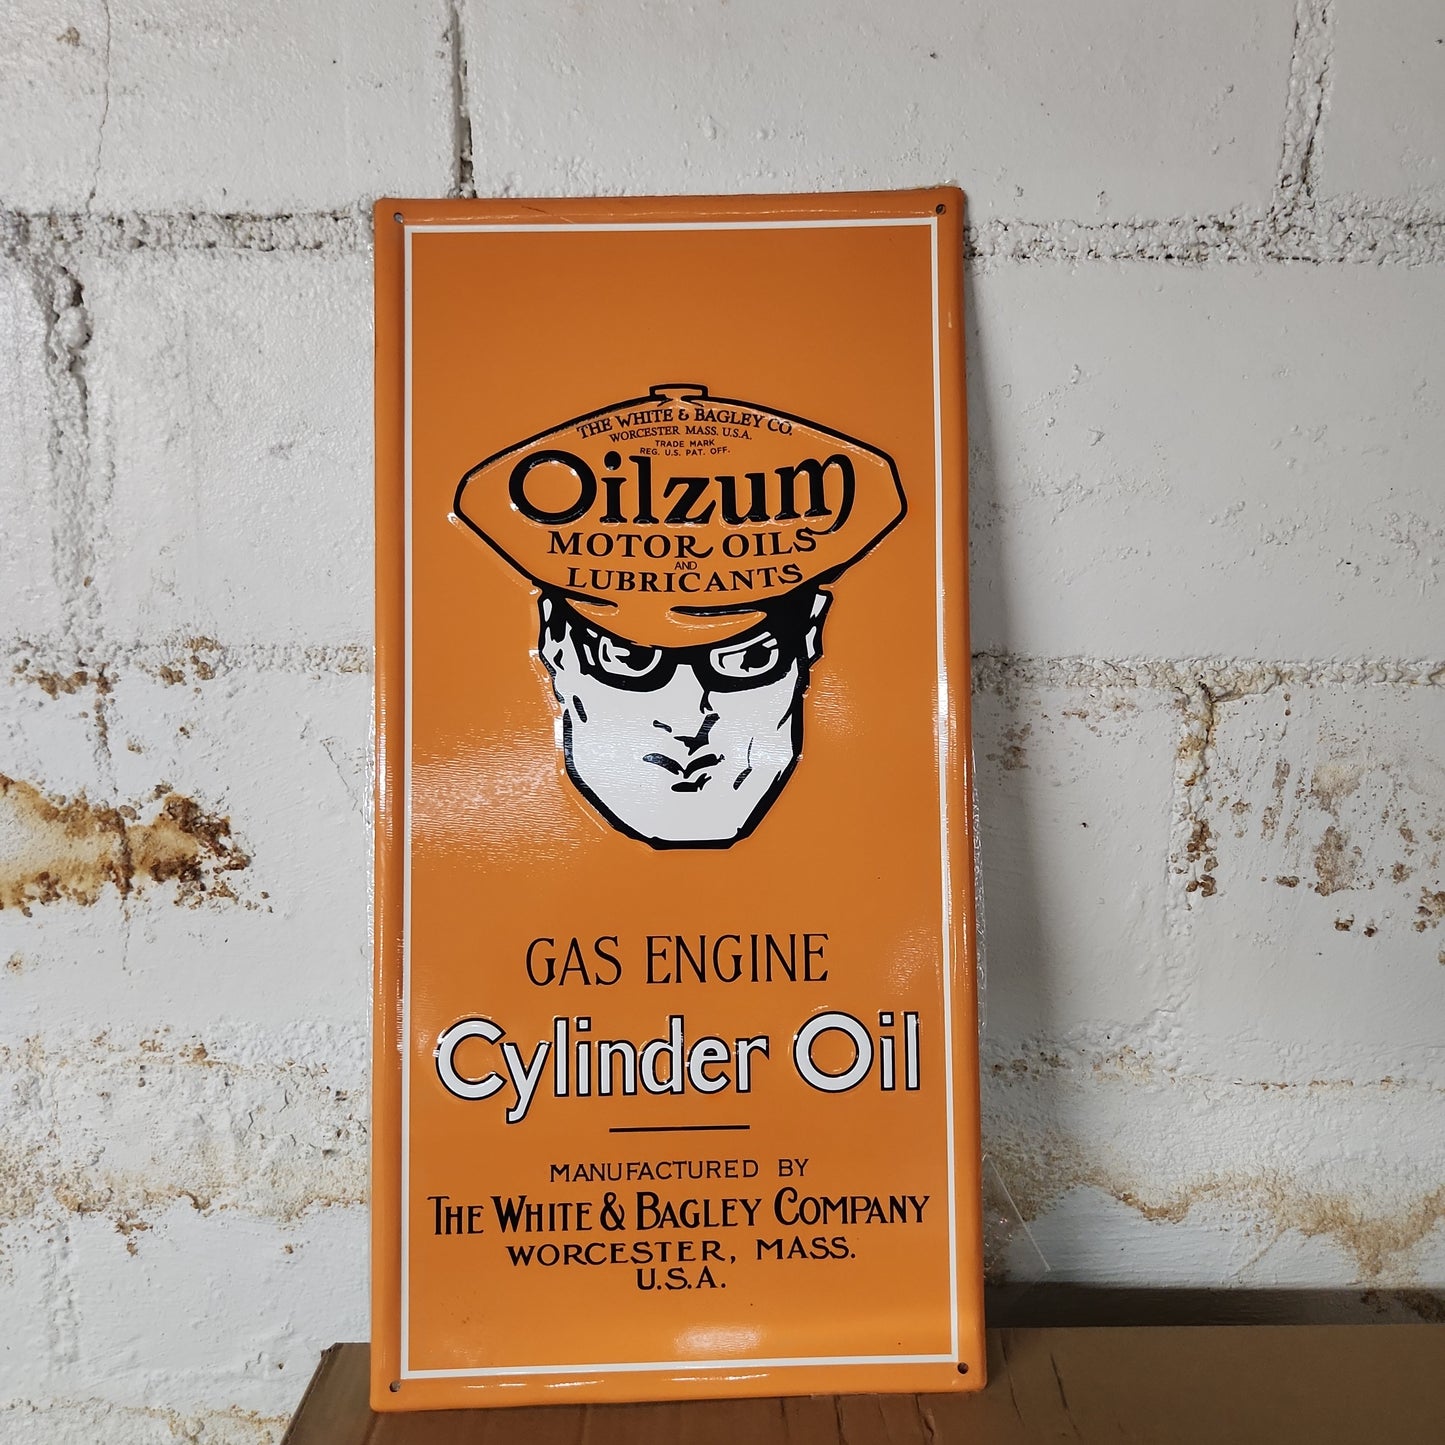 THE WHITE & BAGLEY CO.
WORCESTER MASS. U.S.A.
TRADE MARK
REG. U.S. PAT. OFF.
Oilzum
MOTOR OILS
AND
LUBRICANTS
GAS ENGINE
Cylinder Oil
MANUFACTURED BY
THE WHITE & BAGLEY COMPANY
WORCESTER, MASS.
U.S.A.